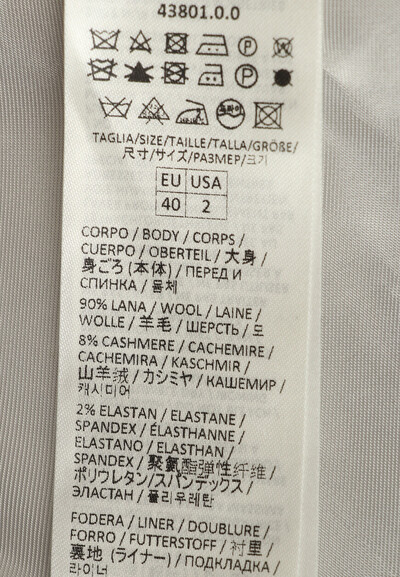 43801.0.0
P
P
드라이
TAGLIA/SIZE/TAILLE/TALLA/GRÖßE/
尺寸/サイズ/РАЗМЕР/크기
EU USA
40 2
CORPO / BODY / CORPS /
CUERPO / OBERTEIL / 大身 /
身ごろ (本体) / ПЕРЕД И
СПИНКА / 몸체
90% LANA / WOOL / LAINE /
WOLLE / 羊毛 / ШЕРСТЬ / 모
8% CASHMERE / CACHEMIRE /
CACHEMIRA / KASCHMIR /
山羊绒 / カシミヤ / КАШЕМИР /
캐시미어
2% ELASTAN / ELASTANE /
SPANDEX / ÉLASTHANNE /
ELASTANO / ELASTHAN /
SPANDEX / 聚氨酯弹性纤维 /
ポリウレタン/スパンデックス /
ЭЛАСТАН / 폴리우레탄
FODERA / LINER / DOUBLURE /
FORRO / FUTTERSTOFF / 衬里 /
裏地 (ライナー) / ПОДКЛАДКА /
라이너